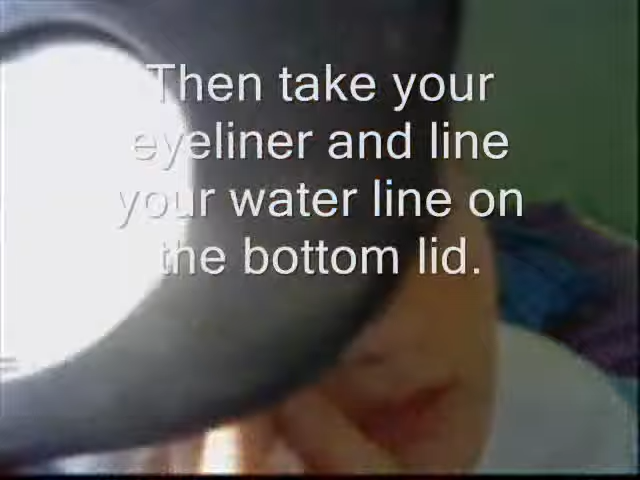 Then take your
eyeliner and line
your water line on
the bottom lid.